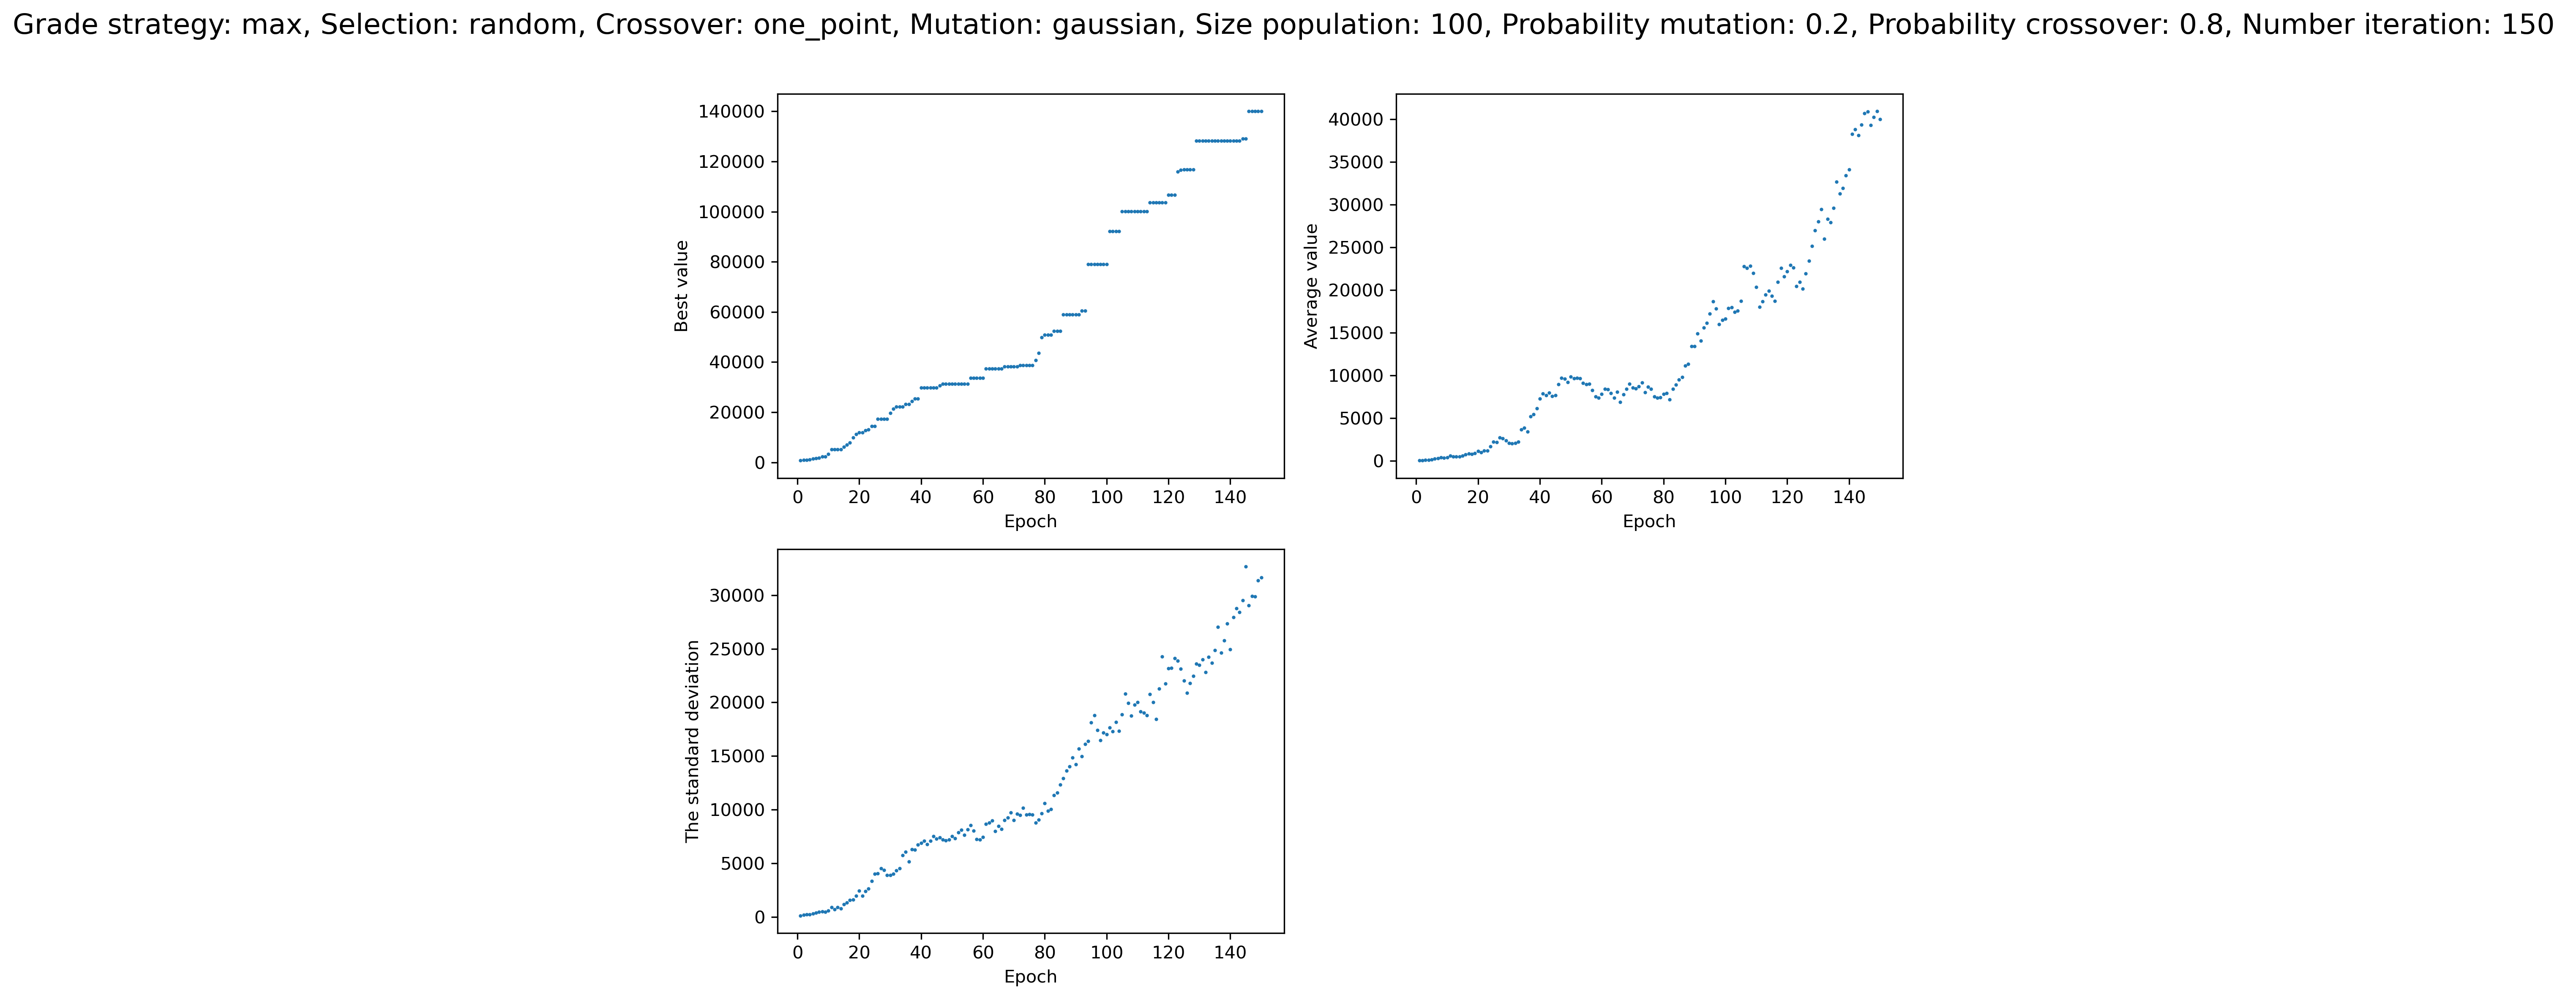 Grade strategy: max, Selection: random, Crossover: one_point, Mutation: gaussian, Size population: 100, Probability mutation: 0.2, Probability crossover: 0.8, Number iteration: 150
Best value
140000
120000
100000
80000
60000
40000
20000
0
0 20 40 60 80 100 120 140
Epoch
Average value
40000
35000
30000
25000
20000
15000
10000
5000
0
0 20 40 60 80 100 120 140
Epoch
The standard deviation
30000
25000
20000
15000
10000
5000
0
0 20 40 60 80 100 120 140
Epoch